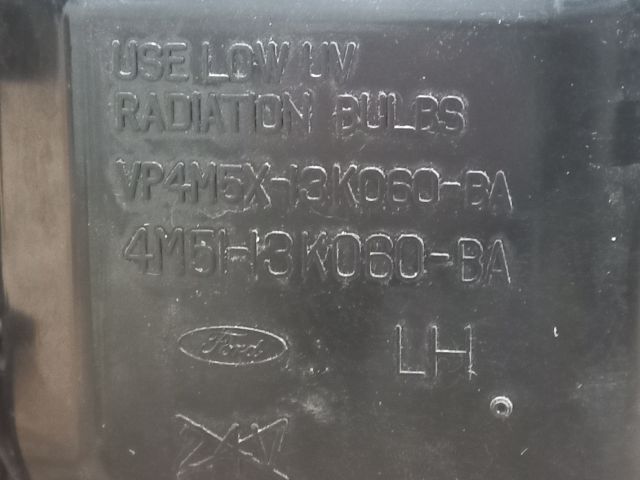 USE LOW UV
RADIATION BULBS
VP4M5X-13K060-BA
4M51-13K060-BA
Ford LH